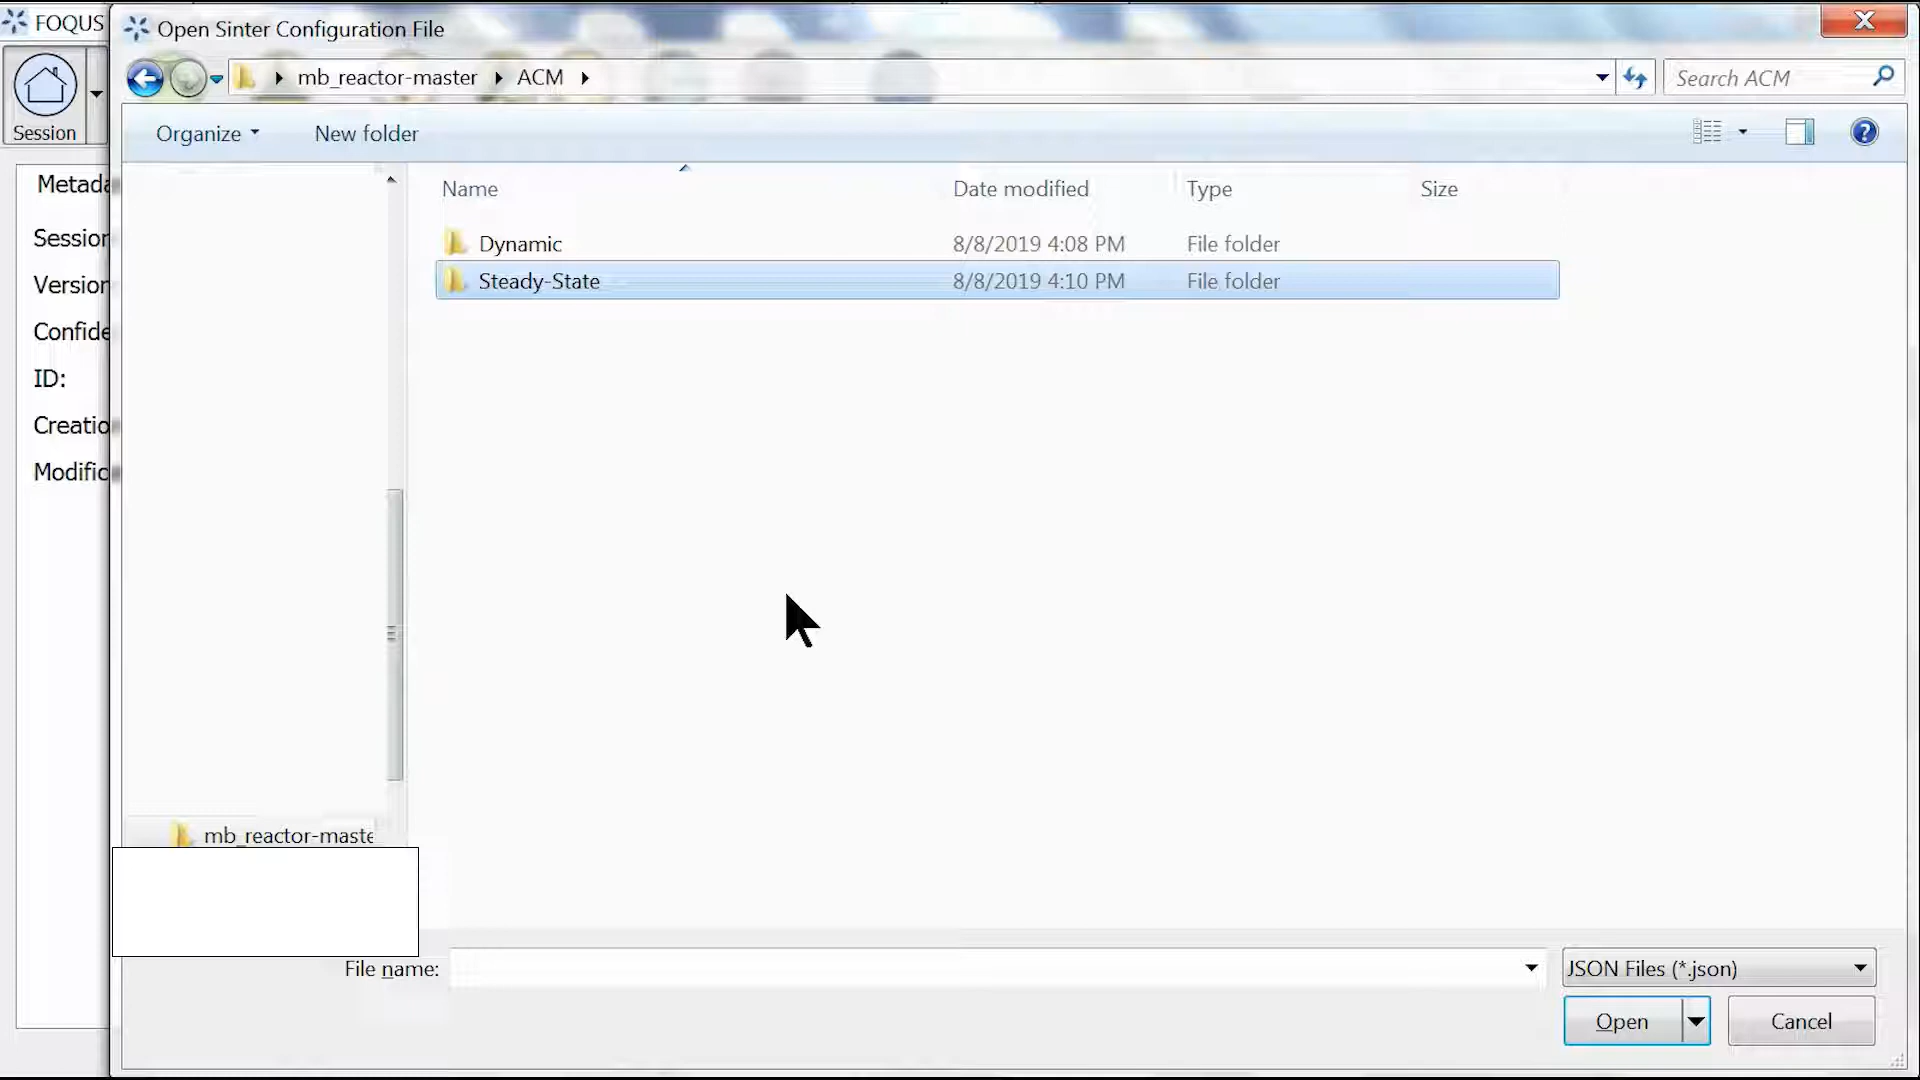 FOQUS
Open Sinter Configuration File
mb_reactor-master ACM
Search ACM
Session
Organize
New folder
Name Date modified Type Size
Dynamic 8/8/2019 4:08 PM File folder
Steady-State 8/8/2019 4:10 PM File folder
Metada
Session
Version
Confide
ID:
Creatio
Modific
mb_reactor-maste
File name:
JSON Files (*.json)
Open
Cancel